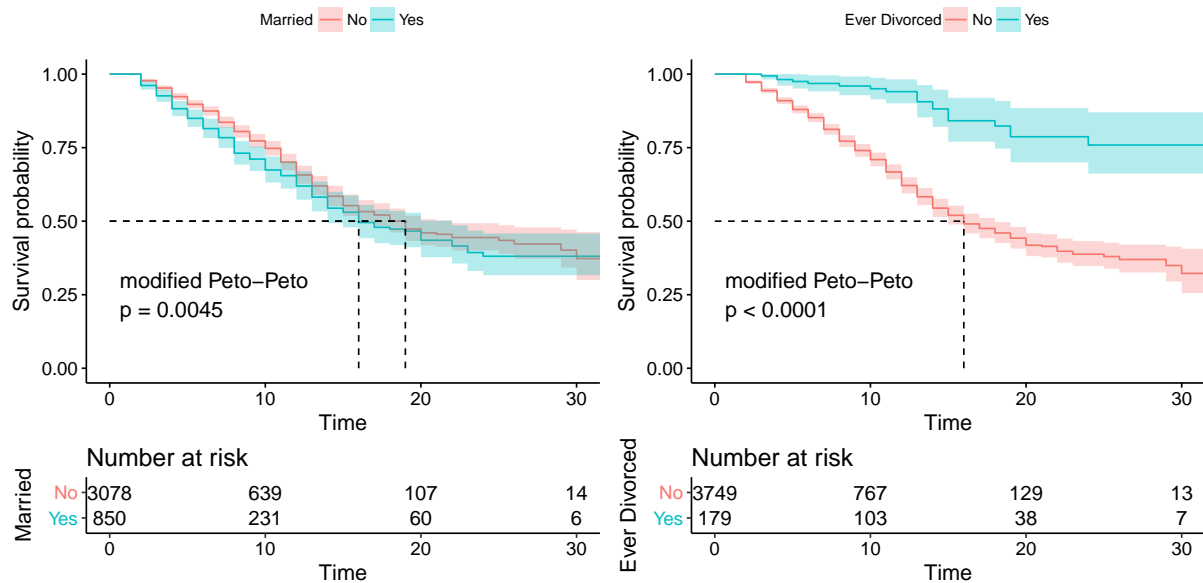 Married No Yes
Survival probability
1.00
0.75
0.50
0.25
0.00
modified Peto−Peto
p = 0.0045
0 10 20 30
Time
Number at risk
Married
No 3078 639 107 14
Yes 850 231 60 6
0 10 20 30
Time
Ever Divorced No Yes
Survival probability
1.00
0.75
0.50
0.25
0.00
modified Peto−Peto
p < 0.0001
0 10 20 30
Time
Number at risk
Ever Divorced
No 3749 767 129 13
Yes 179 103 38 7
0 10 20 30
Time